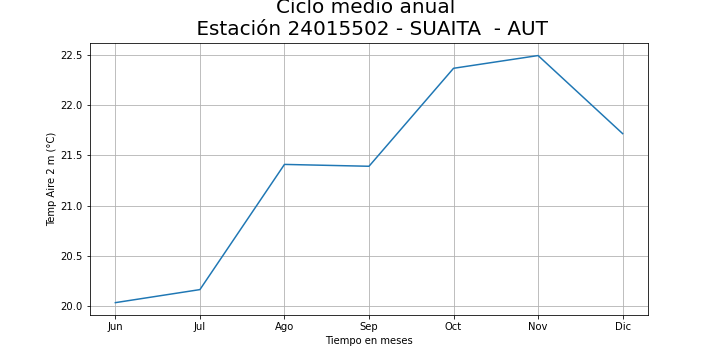 Ciclo medio anual
Estación 24015502 - SUAITA  - AUT
22.5
22.0
21.5
21.0
20.5
20.0
Temp Aire 2 m (°C)
Jun Jul Ago Sep Oct Nov Dic
Tiempo en meses